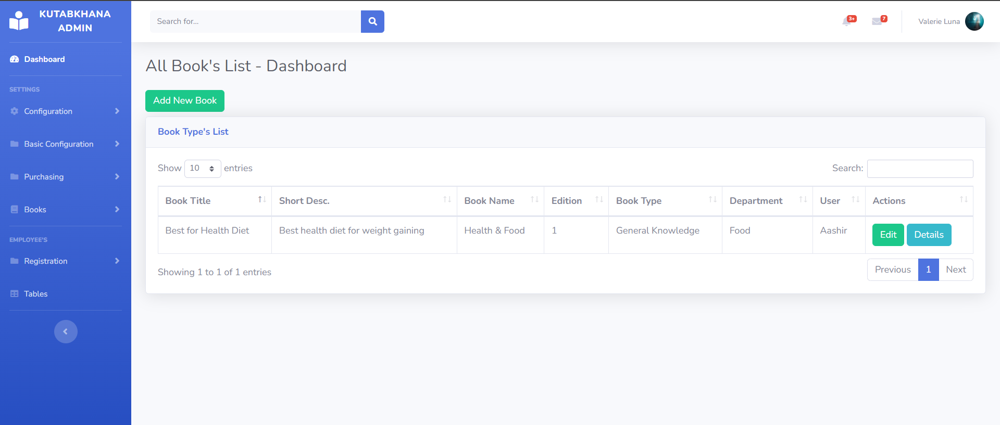 KUTABKHANA
ADMIN
Search for...
3+
7
Valerie Luna
Dashboard
SETTINGS
Configuration
Basic Configuration
Purchasing
Books
EMPLOYEE'S
Registration
Tables
All Book's List - Dashboard
Add New Book
Book Type's List
Show 10 entries
Search:
Book Title Short Desc. Book Name Edition Book Type Department User Actions
Best for Health Diet Best health diet for weight gaining Health & Food 1 General Knowledge Food Aashir Edit Details
Showing 1 to 1 of 1 entries
Previous 1 Next